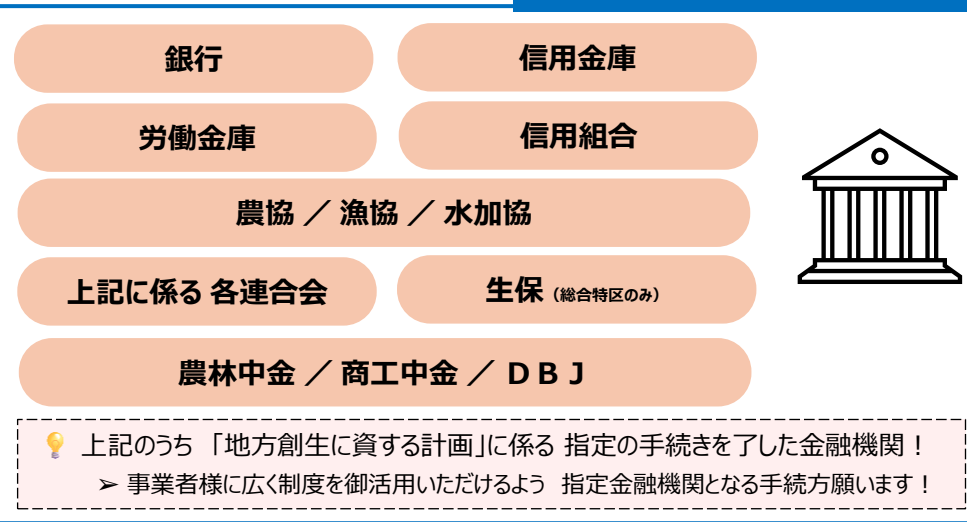 銀行
信用金庫
労働金庫
信用組合
農協 ／ 漁協 ／ 水加協
上記に係る 各連合会
生保 (総合特区のみ)
農林中金 ／ 商工中金 ／ ＤＢＪ
上記のうち 「地方創生に資する計画」に係る 指定の手続きを了した金融機関！
➢ 事業者様に広く制度を御活用いただけるよう 指定金融機関となる手続方願います！